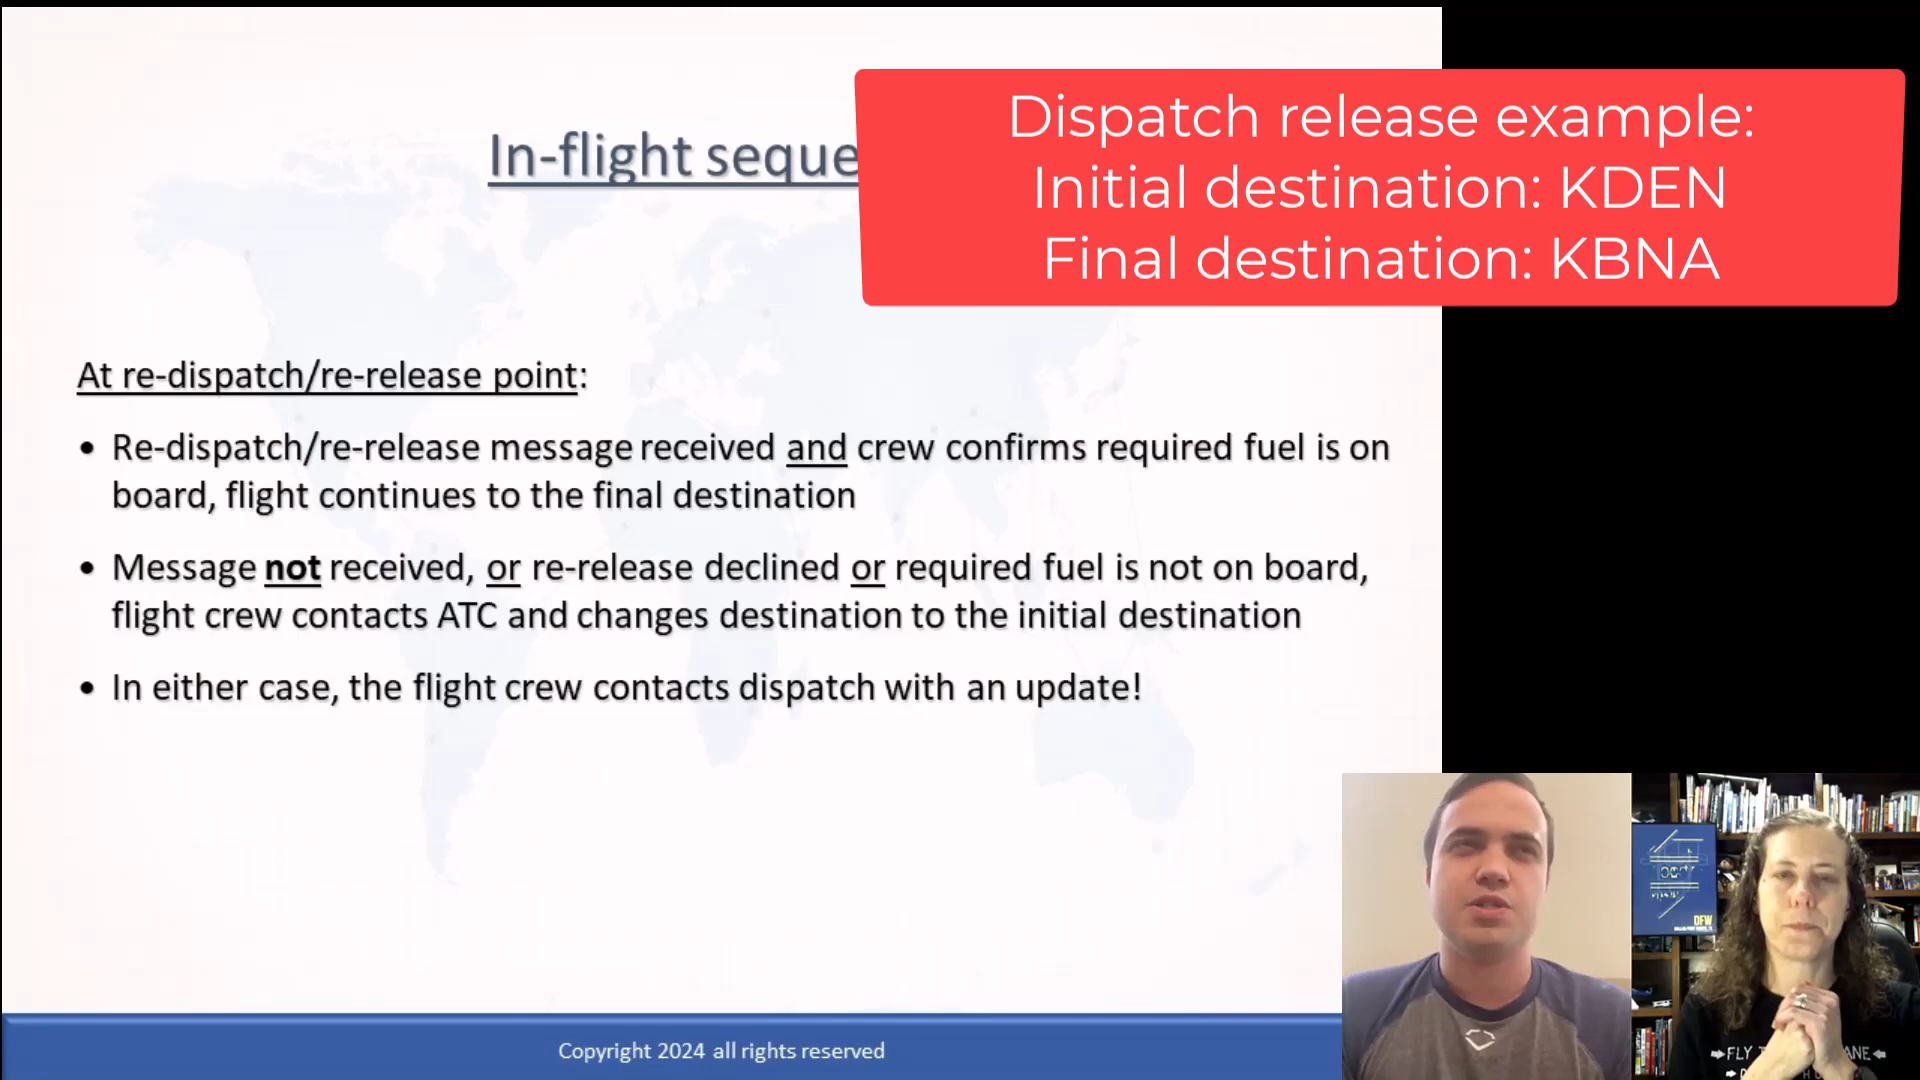 In-flight seque
Dispatch release example:
Initial destination: KDEN
Final destination: KBNA
At re-dispatch/re-release point:
• Re-dispatch/re-release message received and crew confirms required fuel is on
board, flight continues to the final destination
• Message not received, or re-release declined or required fuel is not on board,
flight crew contacts ATC and changes destination to the initial destination
• In either case, the flight crew contacts dispatch with an update!
Copyright 2024 all rights reserved
DFW
FLY T
ANE